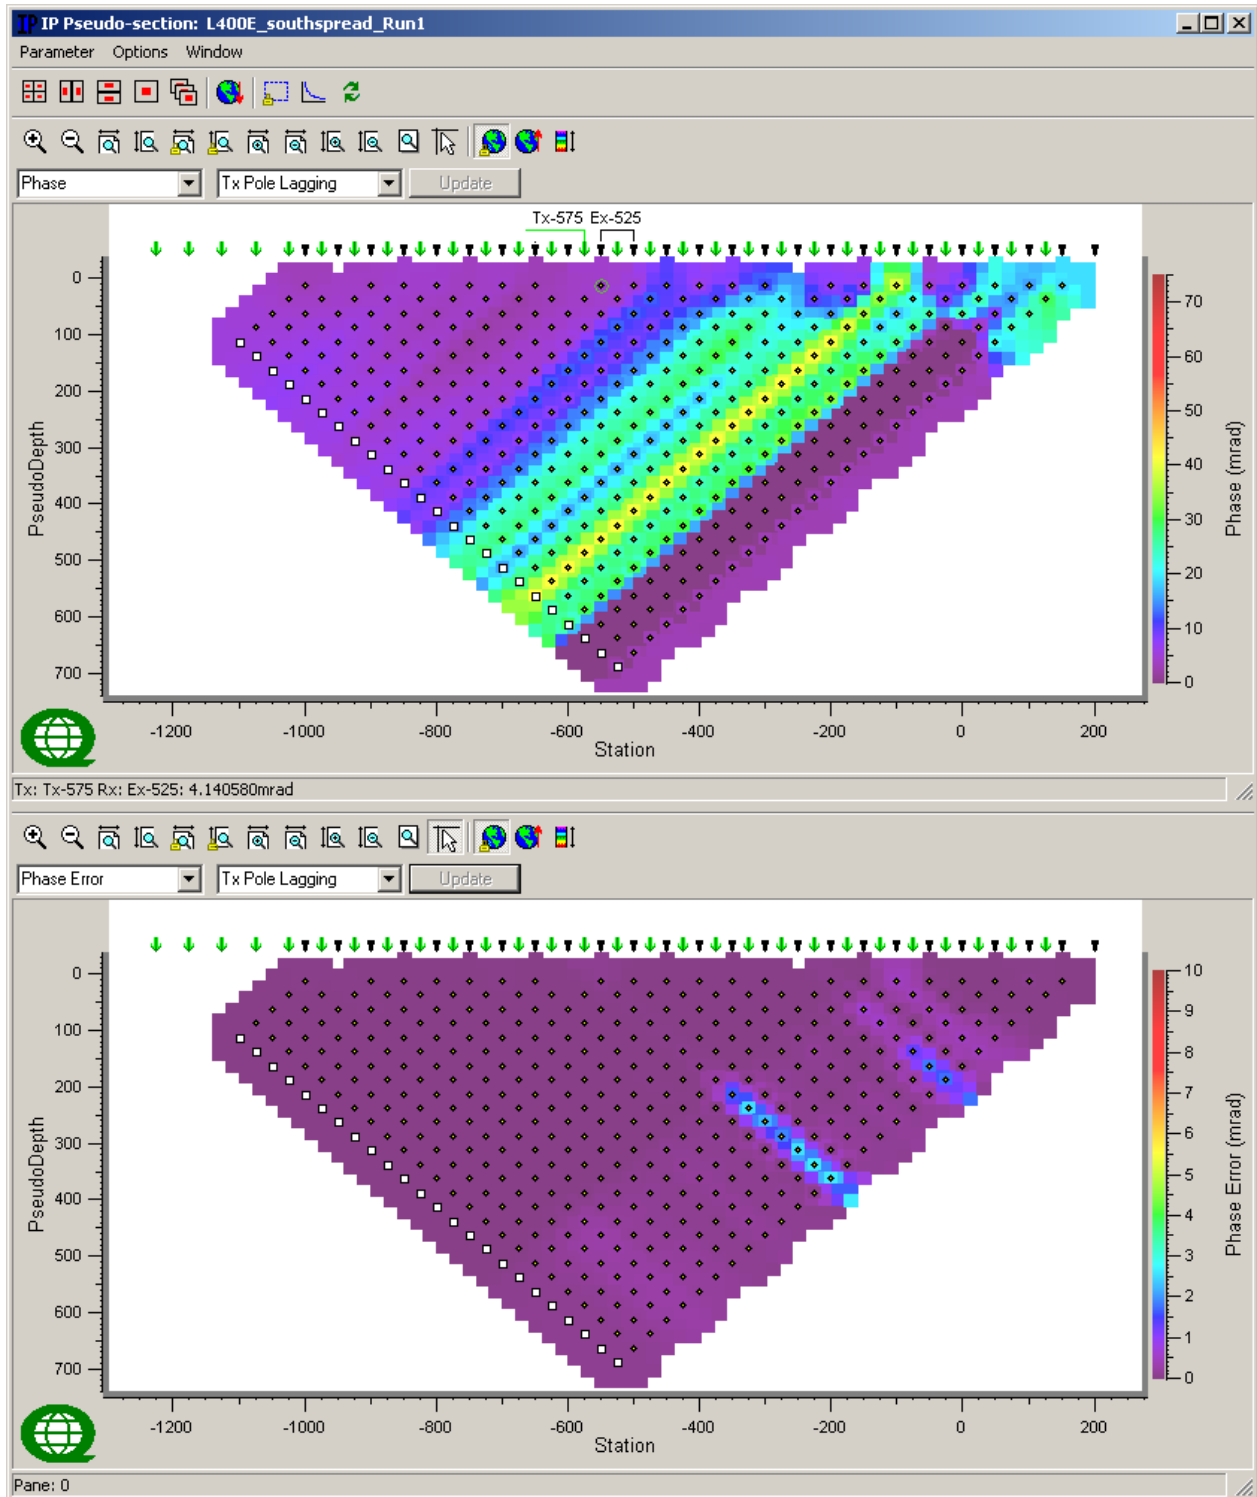 IP Pseudo-section: L400E_southspread_Run1
Parameter Options Window
Phase Tx Pole Lagging Update
Tx-575 Ex-525
0
100
200
300
400
500
600
700
PseudoDepth
-1200 -1000 -800 -600 -400 -200 0 200
Station
70
60
50
40
30
20
10
0
Phase (mrad)
Tx: Tx-575 Rx: Ex-525: 4.140580mrad
Phase Error Tx Pole Lagging Update
0
100
200
300
400
500
600
700
PseudoDepth
-1200 -1000 -800 -600 -400 -200 0 200
Station
10
9
8
7
6
5
4
3
2
1
0
Phase Error (mrad)
Pane: 0